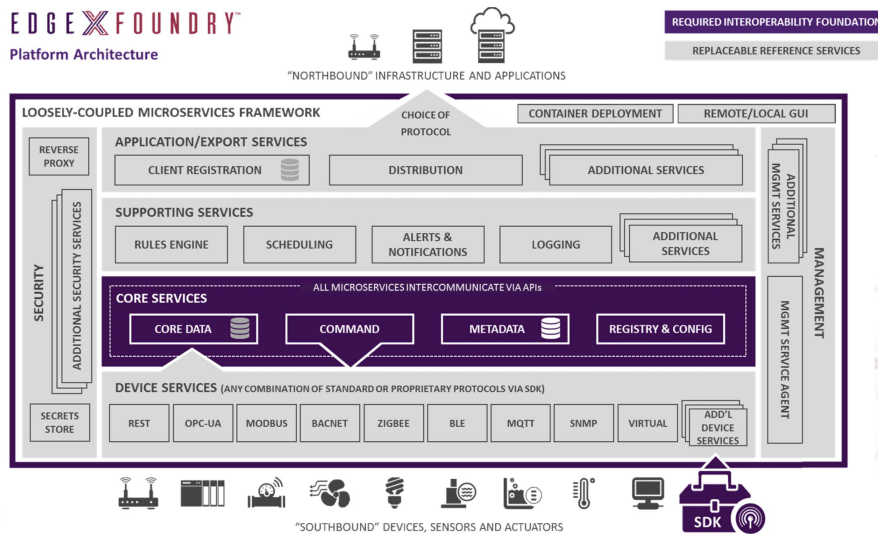 EDGE X FOUNDRY™
Platform Architecture
REQUIRED INTEROPERABILITY FOUNDATION
REPLACEABLE REFERENCE SERVICES
"NORTHBOUND" INFRASTRUCTURE AND APPLICATIONS
LOOSELY-COUPLED MICROSERVICES FRAMEWORK
CHOICE OF
PROTOCOL
CONTAINER DEPLOYMENT
REMOTE/LOCAL GUI
REVERSE
PROXY
SECURITY
ADDITIONAL SECURITY SERVICES
SECRETS
STORE
APPLICATION/EXPORT SERVICES
CLIENT REGISTRATION
DISTRIBUTION
ADDITIONAL SERVICES
SUPPORTING SERVICES
RULES ENGINE
SCHEDULING
ALERTS &
NOTIFICATIONS
LOGGING
ADDITIONAL
SERVICES
ALL MICROSERVICES INTERCOMMUNICATE VIA APIs
CORE SERVICES
CORE DATA
COMMAND
METADATA
REGISTRY & CONFIG
DEVICE SERVICES (ANY COMBINATION OF STANDARD OR PROPRIETARY PROTOCOLS VIA SDK)
REST
OPC-UA
MODBUS
BACNET
ZIGBEE
BLE
MQTT
SNMP
VIRTUAL
ADD'L
DEVICE
SERVICES
ADDITIONAL
MGMT SERVICES
MANAGEMENT
MGMT SERVICE AGENT
"SOUTHBOUND" DEVICES, SENSORS AND ACTUATORS
SDK